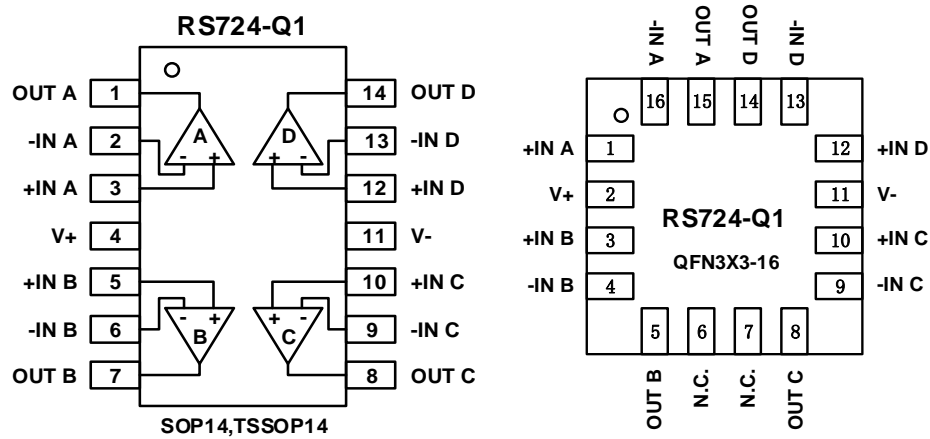 RS724-Q1
OUT A 1 14 OUT D
-IN A 2 13 -IN D
+IN A 3 12 +IN D
V+ 4 11 V-
+IN B 5 10 +IN C
-IN B 6 9 -IN C
OUT B 7 8 OUT C
A
- +
D
+ -
- +
B
+ -
C
SOP14,TSSOP14
-IN A OUT A OUT D -IN D
16 15 14 13
+IN A 1 12 +IN D
V+ 2 11 V-
+IN B 3 10 +IN C
-IN B 4 9 -IN C
RS724-Q1
QFN3X3-16
5 6 7 8
OUT B N.C. N.C. OUT C